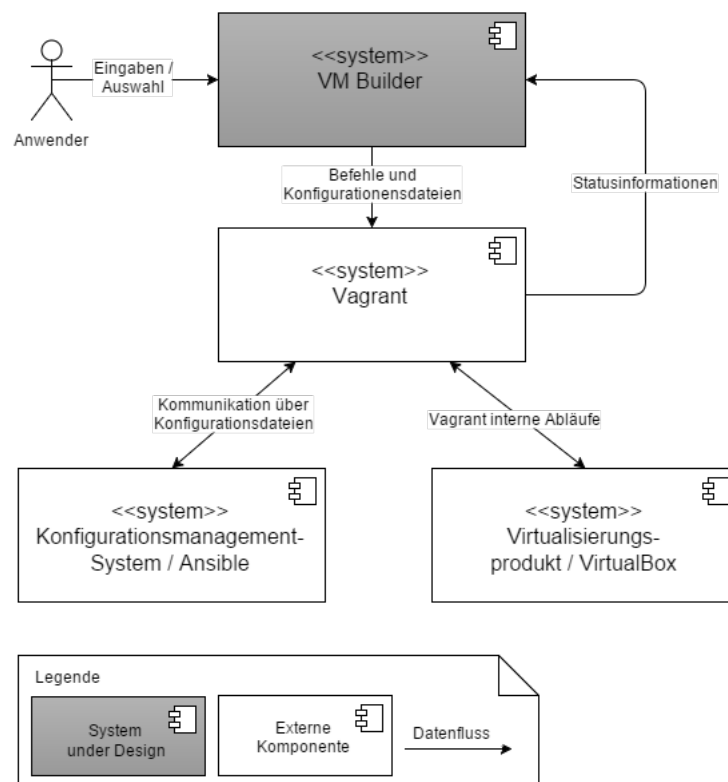 <<system>>
VM Builder
Eingaben /
Auswahl
Anwender
Befehle und
Konfigurationensdateien
Statusinformationen
<<system>>
Vagrant
Kommunikation über
Konfigurationsdateien
Vagrant interne Abläufe
<<system>>
Konfigurationsmanagement-
System / Ansible
<<system>>
Virtualisierungs-
produkt / VirtualBox
Legende
System
under Design
Externe
Komponente
Datenfluss